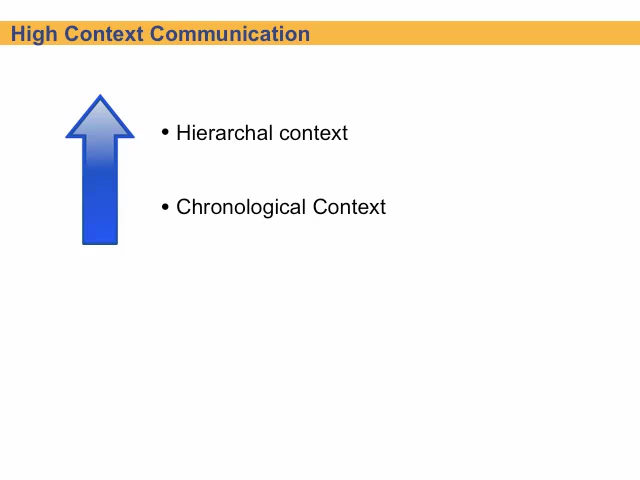 High Context Communication
• Hierarchal context
• Chronological Context